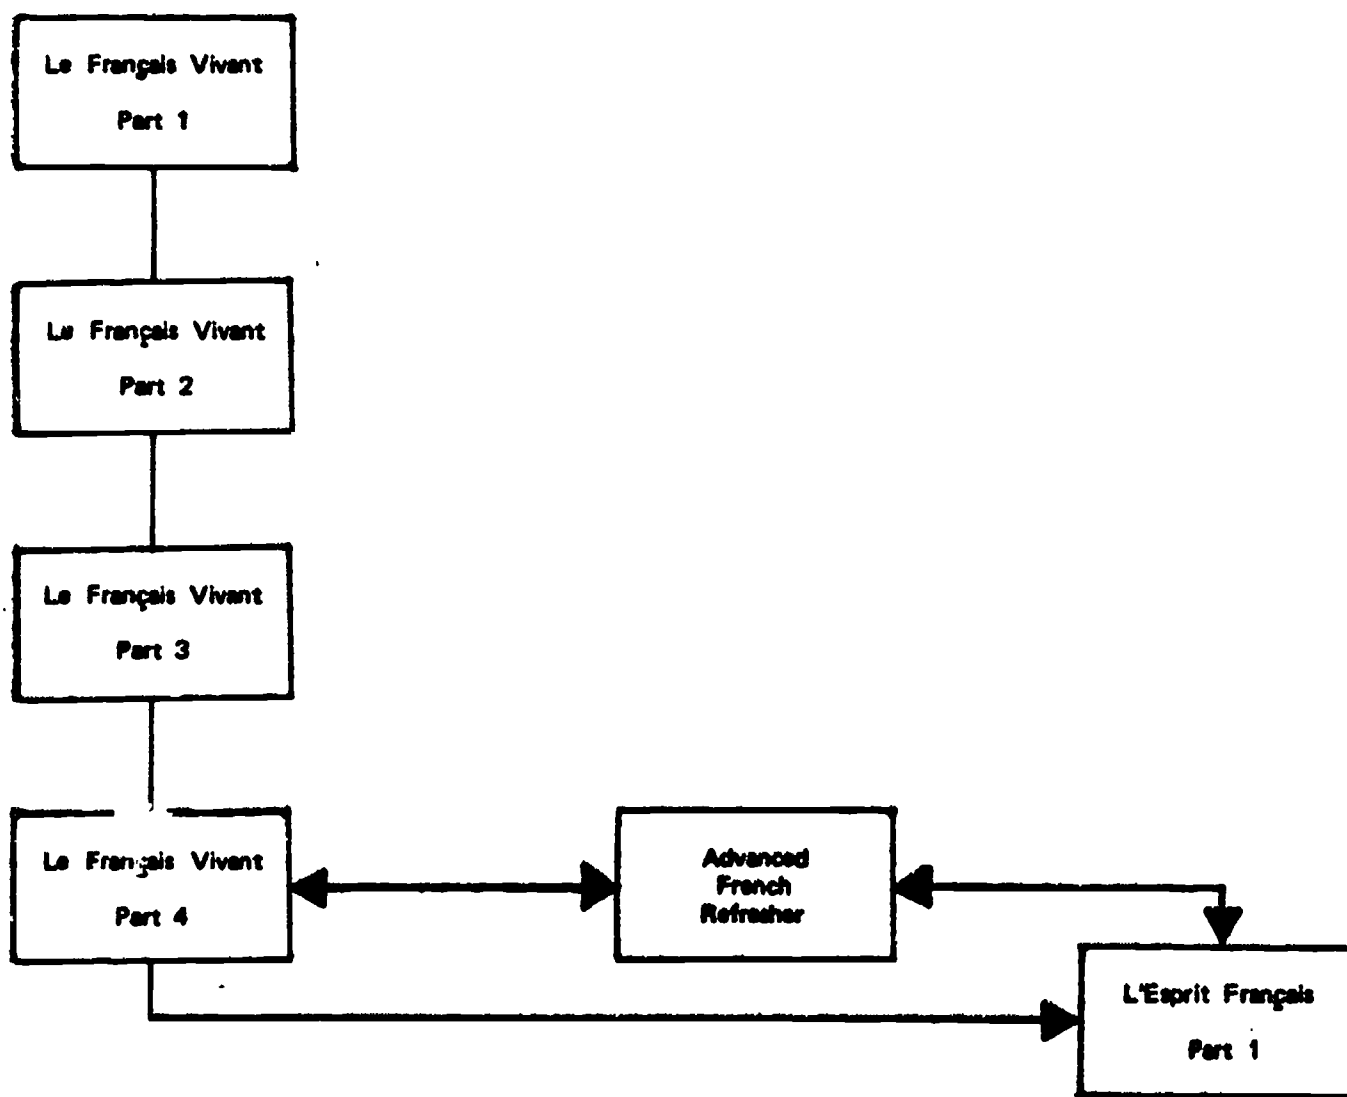 Le Français Vivant
Part 1
Le Français Vivant
Part 2
Le Français Vivant
Part 3
Le Français Vivant
Part 4
Advanced
French
Refresher
L'Esprit Français
Part 1